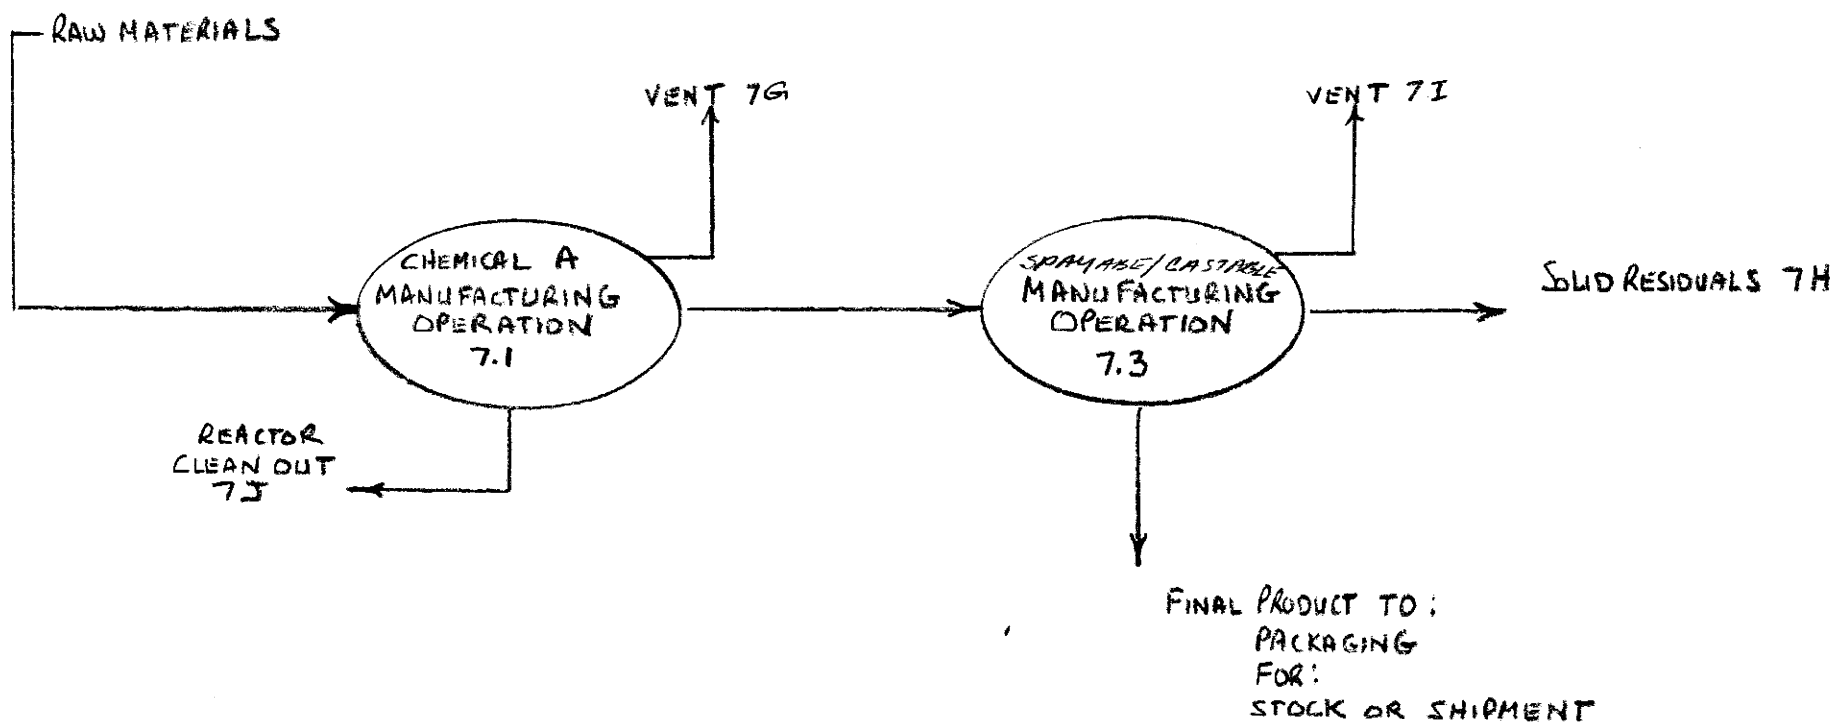 RAW MATERIALS
VENT 7G
VENT 7I
CHEMICAL A
MANUFACTURING
OPERATION
7.1
SPAYABLE/CASTABLE
MANUFACTURING
OPERATION
7.3
SOLID RESIDUALS 7H
REACTOR
CLEAN OUT
7J
FINAL PRODUCT TO:
PACKAGING
FOR:
STOCK OR SHIPMENT